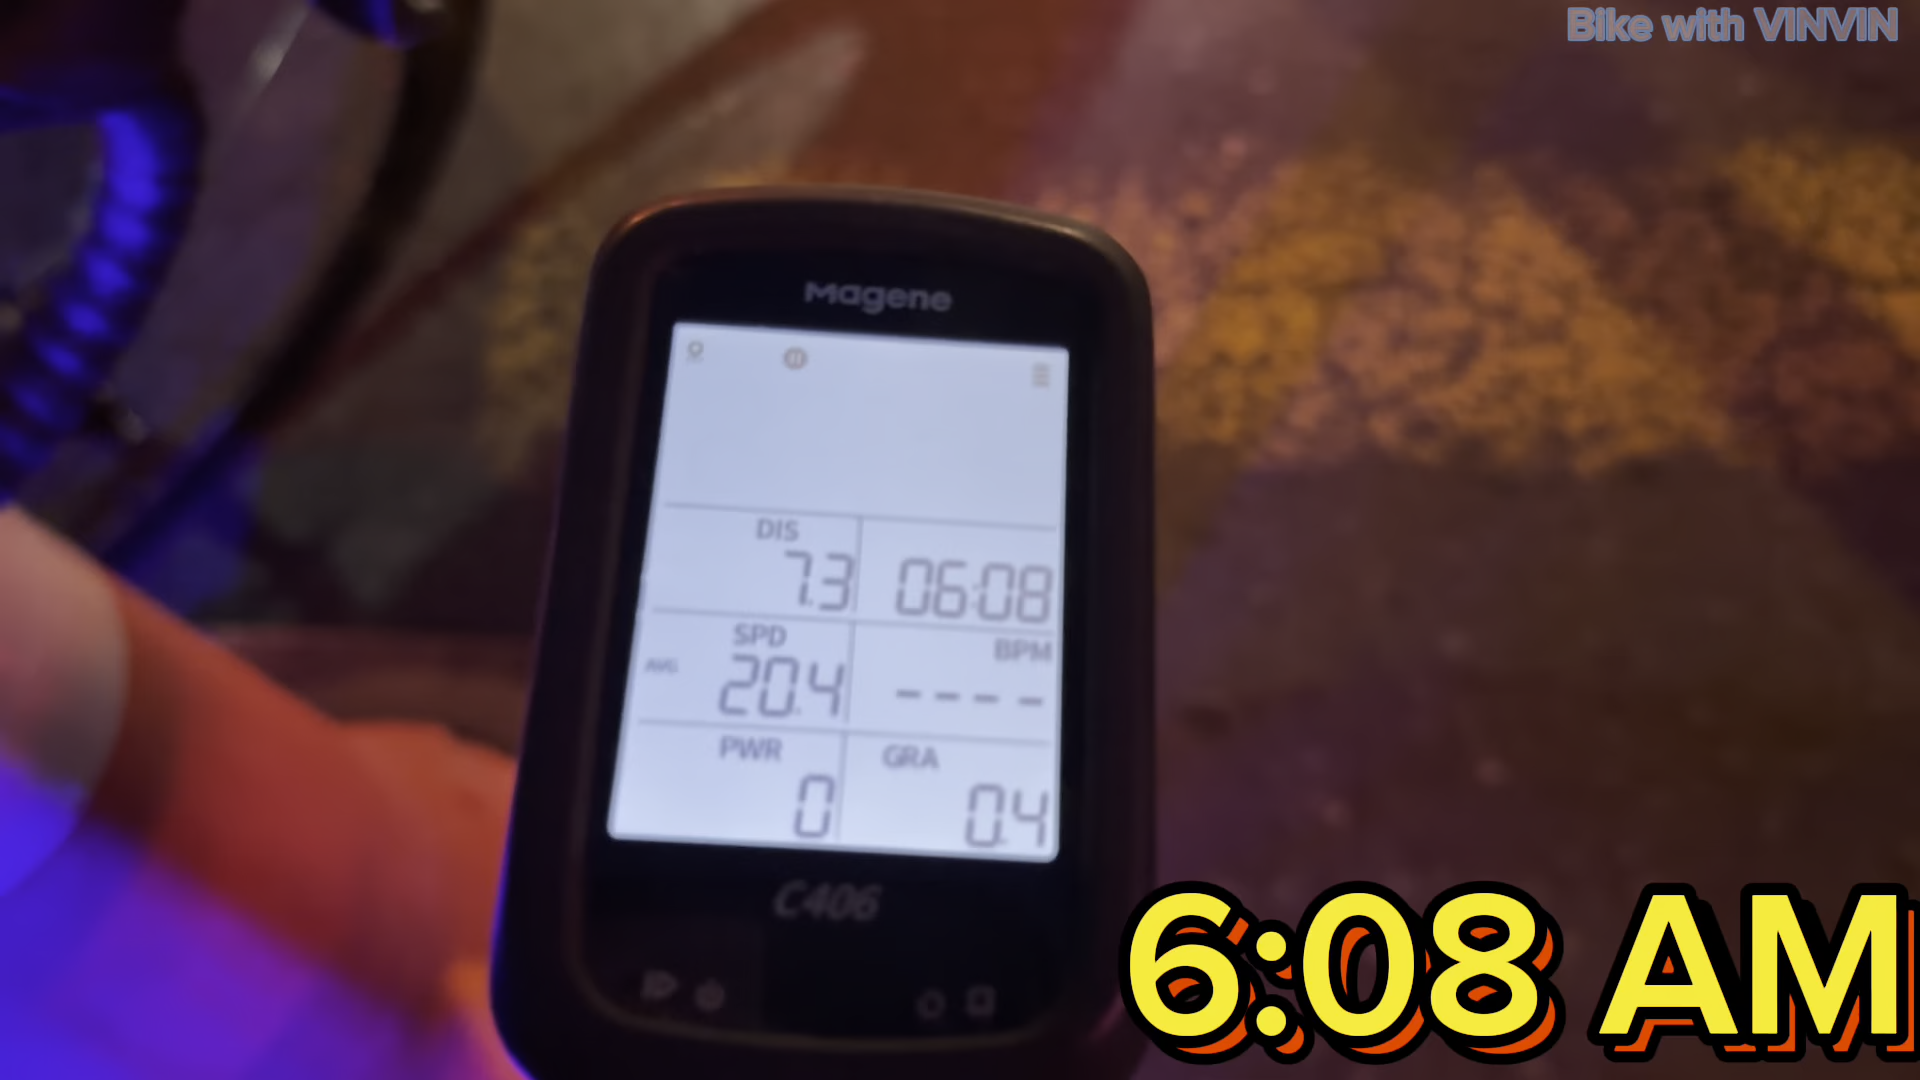 Bike with VINVIN
Magene
DIS
7.3
06:08
SPD
AVG
20.4
BPM
----
PWR
0
GRA
0.4
C406
6:08 AM